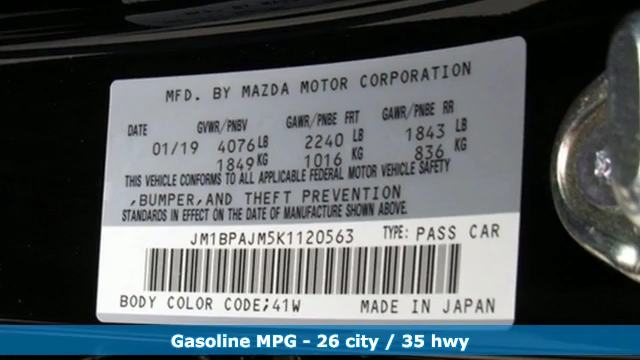 MFD. BY MAZDA MOTOR CORPORATION
DATE GVWR/PNBV GAWR/PNBE FRT GAWR/PNBE RR
01/19 4076 LB 2240 LB 1843 LB
1849 KG 1016 KG 836 KG
THIS VEHICLE CONFORMS TO ALL APPLICABLE FEDERAL MOTOR VEHICLE SAFETY
,BUMPER,AND THEFT PREVENTION
STANDARDS IN EFFECT ON THE DATE OF MANUFACTURE SHOWN ABOVE.
JM1BPAJM5K1120563 TYPE: PASS CAR
BODY COLOR CODE;41W MADE IN JAPAN
Gasoline MPG - 26 city / 35 hwy